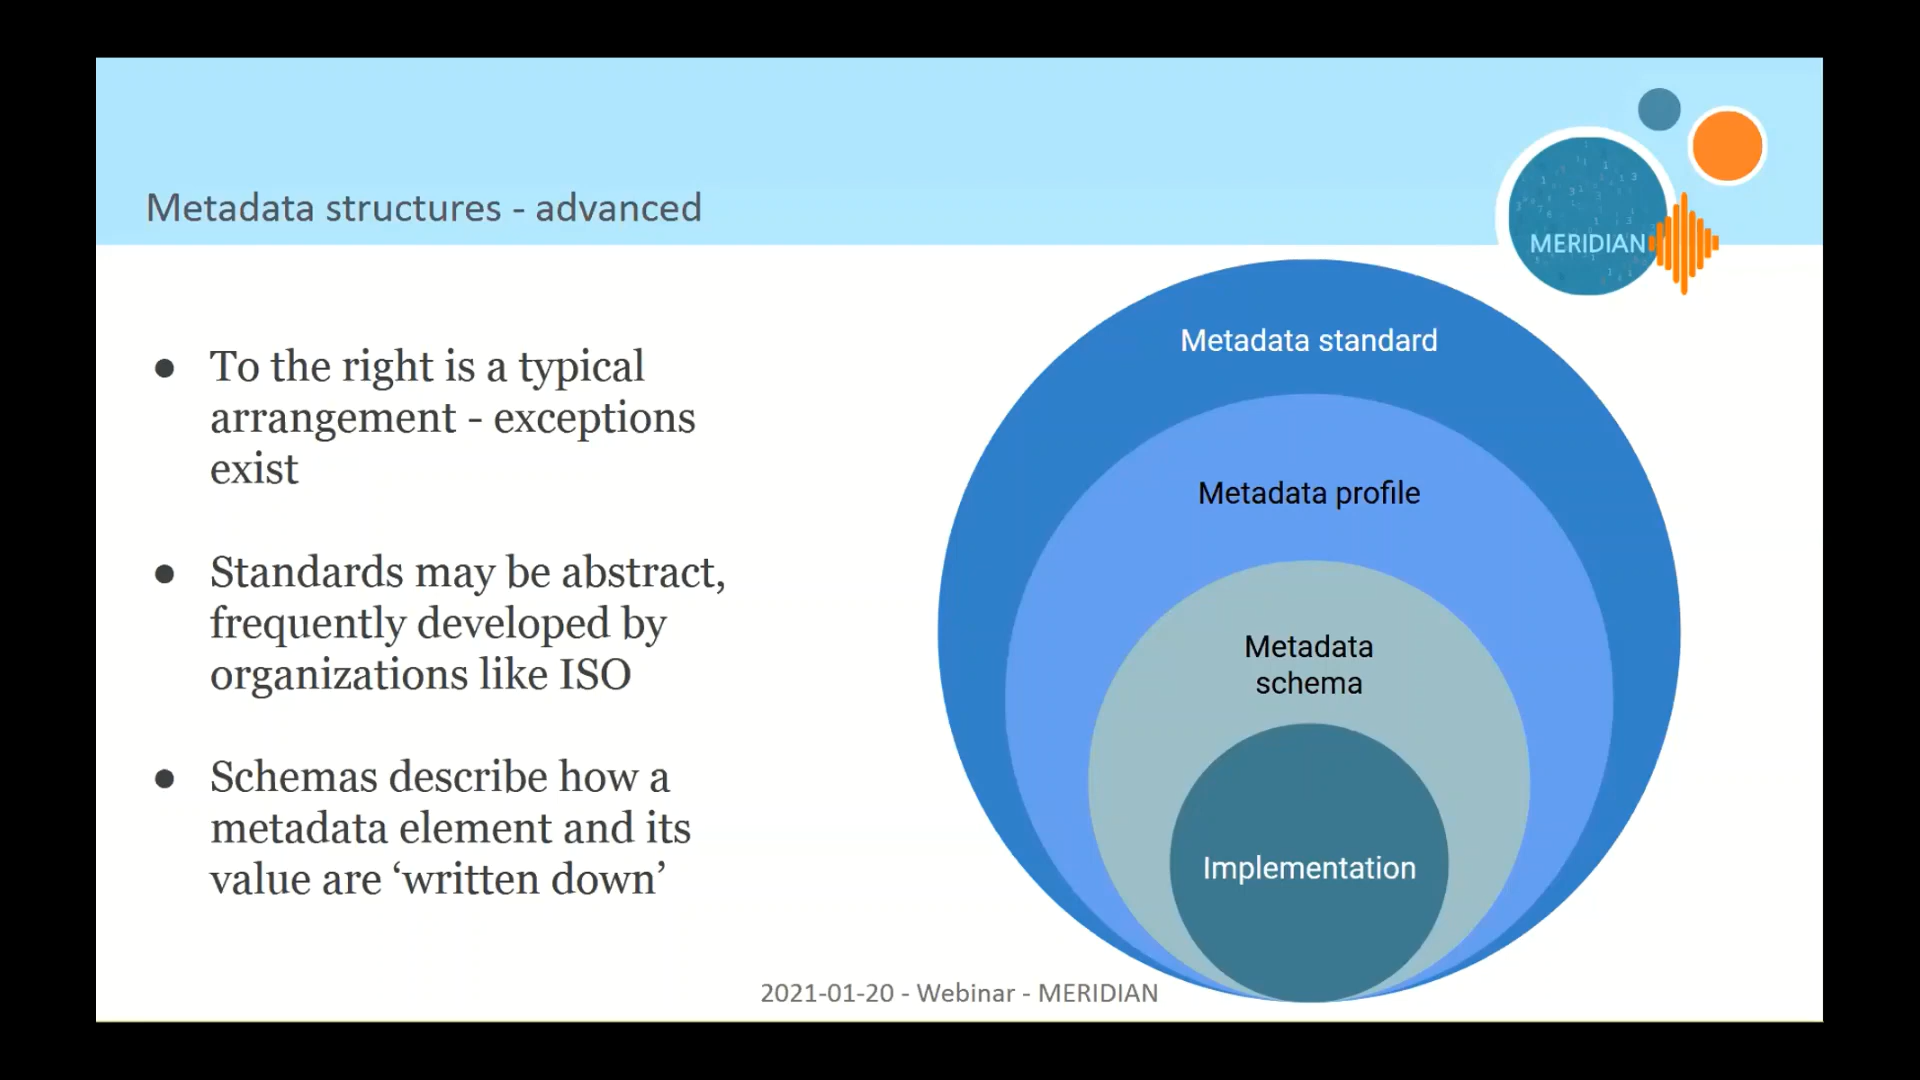 Metadata structures - advanced
MERIDIAN
● To the right is a typical
arrangement - exceptions
exist
● Standards may be abstract,
frequently developed by
organizations like ISO
● Schemas describe how a
metadata element and its
value are ‘written down’
Metadata standard
Metadata profile
Metadata
schema
Implementation
2021-01-20 - Webinar - MERIDIAN